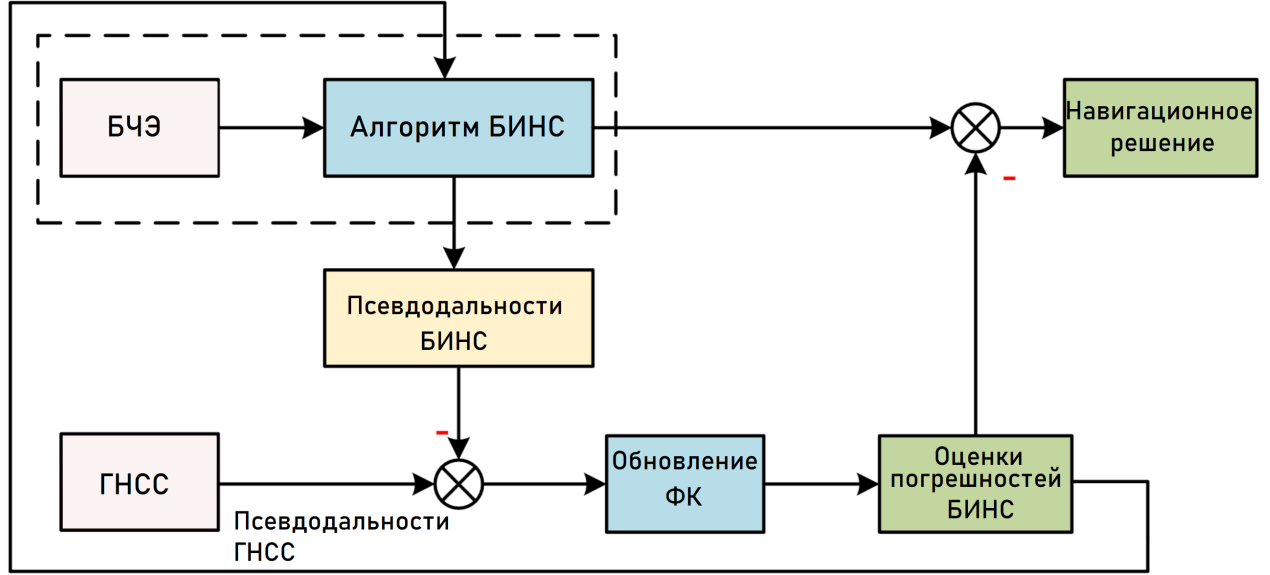 БЧЭ
Алгоритм БИНС
Навигационное
решение
-
Псевдодальности
БИНС
-
ГНСС
Псевдодальности
ГНСС
Обновление
ФК
Оценки
погрешностей
БИНС